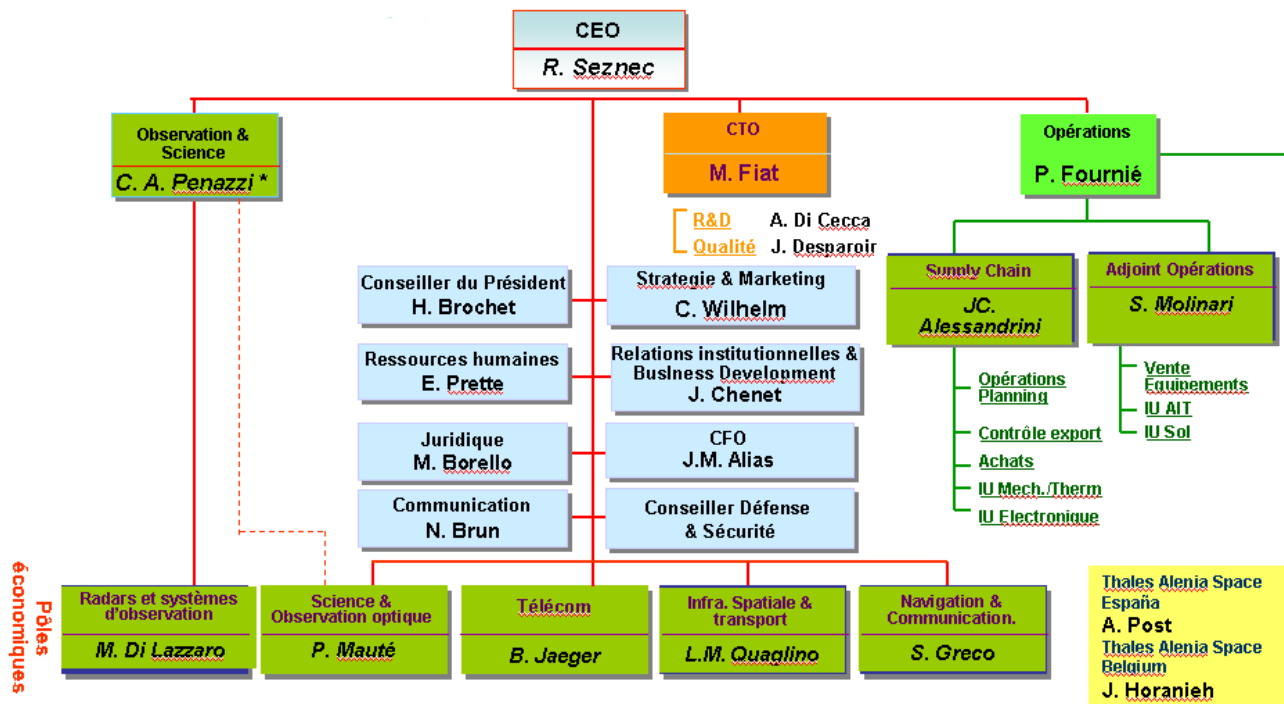 CEO
R. Seznec
Observation &
Science
C. A. Penazzi *
CTO
M. Fiat
Opérations
P. Fournié
R&D A. Di Cecca
Qualité J. Desparoir
Conseiller du Président
H. Brochet
Strategie & Marketing
C. Wilhelm
Ressources humaines
E. Prette
Relations institutionnelles &
Business Development
J. Chenet
Juridique
M. Borello
CFO
J.M. Alias
Communication
N. Brun
Conseiller Défense
& Sécurité
Supply Chain
JC.
Alessandrini
Adjoint Opérations
S. Molinari
Opérations
Planning
Contrôle export
Achats
IU Mech./Therm
IU Electronique
Vente
Equipements
IU AIT
IU Sol
Pôles
économiques
Radars et systèmes
d'observation
M. Di Lazzaro
Science &
Observation optique
P. Mauté
Télécom
B. Jaeger
Infra. Spatiale &
transport
L.M. Quaglino
Navigation &
Communication.
S. Greco
Thales Alenia Space
España
A. Post
Thales Alenia Space
Belgium
J. Horanieh